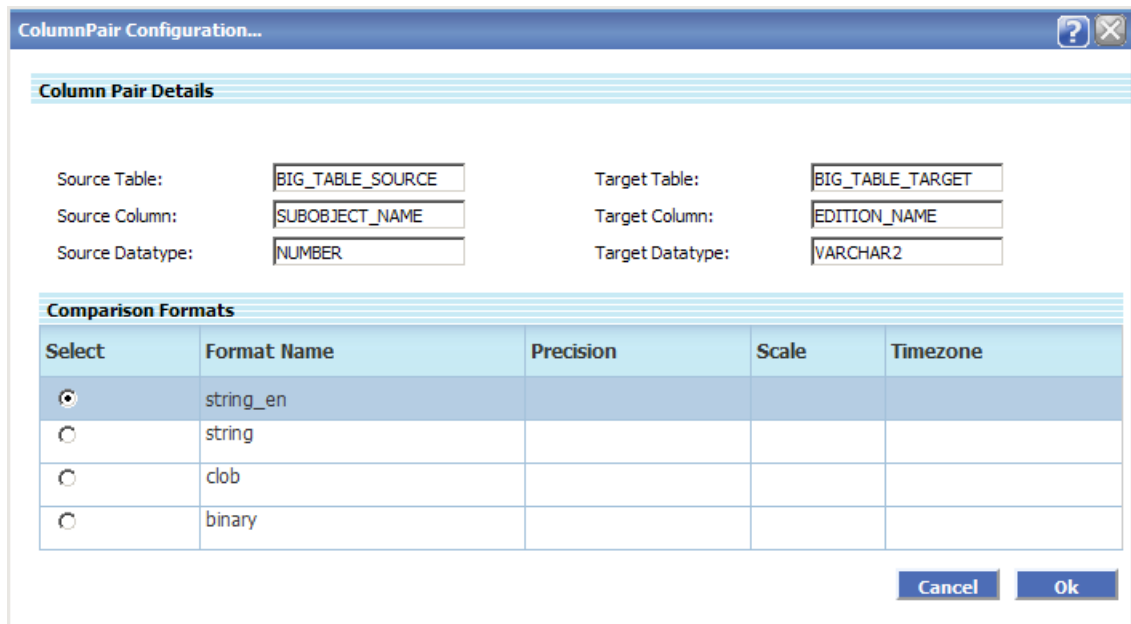 ColumnPair Configuration...
?
Column Pair Details
Source Table: BIG_TABLE_SOURCE Target Table: BIG_TABLE_TARGET
Source Column: SUBOBJECT_NAME Target Column: EDITION_NAME
Source Datatype: NUMBER Target Datatype: VARCHAR2
Comparison Formats
Select Format Name Precision Scale Timezone
string_en
string
clob
binary
Cancel Ok